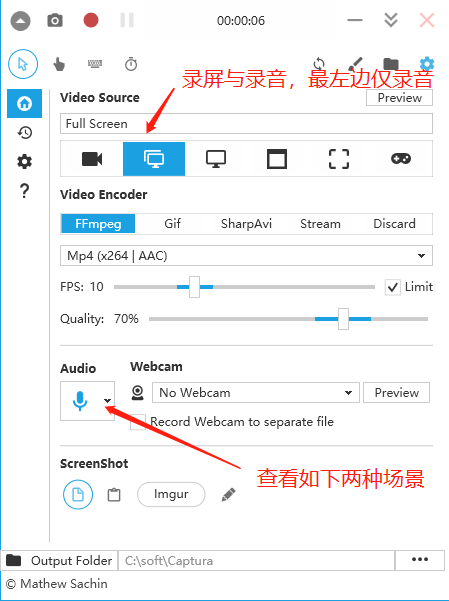 00:00:06
录屏与录音，最左边仅录音
Video Source
Preview
Full Screen
Video Encoder
FFmpeg Gif SharpAvi Stream Discard
Mp4 (x264 | AAC)
FPS: 10 Limit
Quality: 70%
Audio Webcam
No Webcam Preview
Record Webcam to separate file
ScreenShot
查看如下两种场景
Imgur
Output Folder C:\soft\Captura •••
© Mathew Sachin